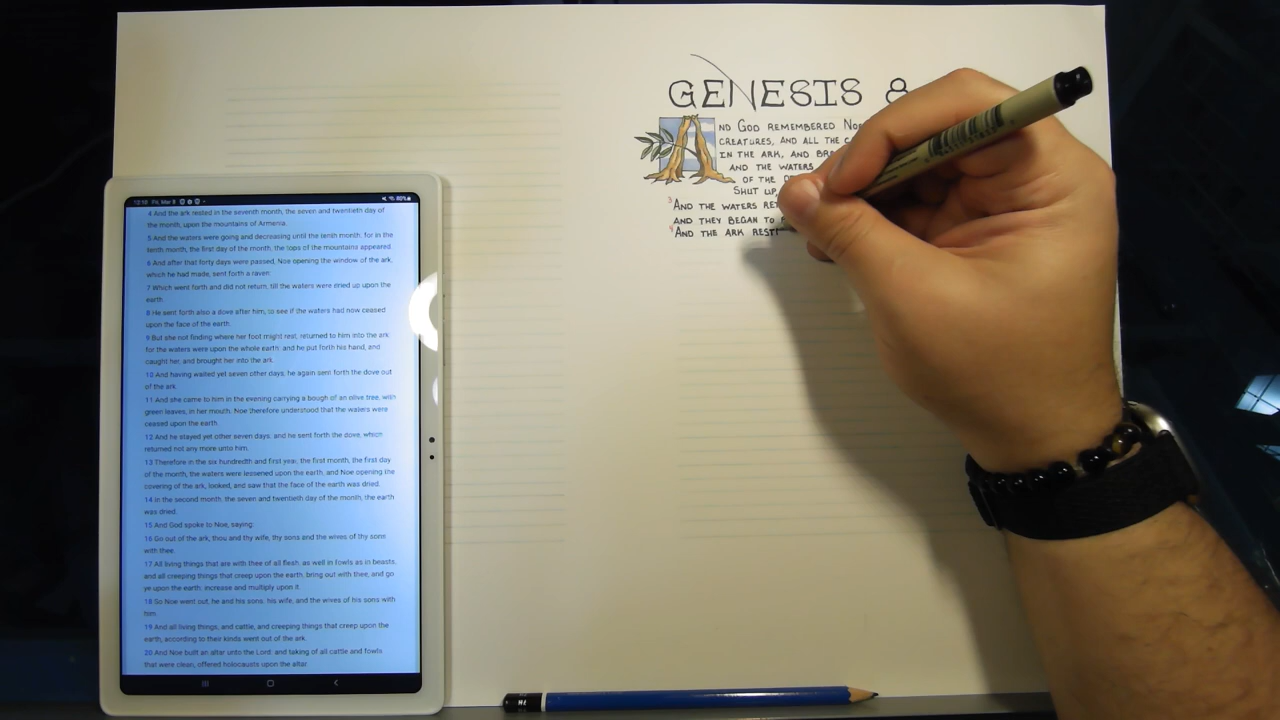 12:10 Fri, Mar 8
80%
4 And the ark rested in the seventh month, the seven and twentieth day of
the month, upon the mountains of Armenia.
5 And the waters were going and decreasing until the tenth month: for in the
tenth month, the first day of the month, the tops of the mountains appeared
6 And after that forty days were passed, Noe opening the window of the ark,
which he had made, sent forth a raven:
7 Which went forth and did not return, till the waters were dried up upon the
earth.
8 He sent forth also a dove after him, to see if the waters had now ceased
upon the face of the earth.
9 But she not finding where her foot might rest, returned to him into the ark:
for the waters were upon the whole earth: and he put forth his hand, and
caught her, and brought her into the ark.
10 And having waited yet seven other days, he again sent forth the dove out
of the ark.
11 And she came to him in the evening carrying a bough of an olive tree, with
green leaves, in her mouth. Noe therefore understood that the waters were
ceased upon the earth.
12 And he stayed yet other seven days: and he sent forth the dove, which
returned not any more unto him.
13 Therefore in the six hundredth and first year, the first month, the first day
of the month, the waters were lessened upon the earth, and Noe opening the
covering of the ark, looked, and saw that the face of the earth was dried.
14 In the second month, the seven and twentieth day of the month, the earth
was dried.
15 And God spoke to Noe, saying:
16 Go out of the ark, thou and thy wife, thy sons and the wives of thy sons
with thee.
17 All living things that are with thee of all flesh, as well in fowls as in beasts,
and all creeping things that creep upon the earth, bring out with thee, and go
ye upon the earth: increase and multiply upon it.
18 So Noe went out, he and his sons: his wife, and the wives of his sons with
him.
19 And all living things, and cattle, and creeping things that creep upon the
earth, according to their kinds went out of the ark.
20 And Noe built an altar unto the Lord: and taking of all cattle and fowls
that were clean, offered holocausts upon the altar.
GENESIS 8
AND GOD REMEMBERED NO
CREATURES, AND ALL THE C
IN THE ARK, AND BR
AND THE WATERS
OF THE
SHUT UP,
3 AND THE WATERS RET
AND THEY BEGAN TO
4 AND THE ARK REST